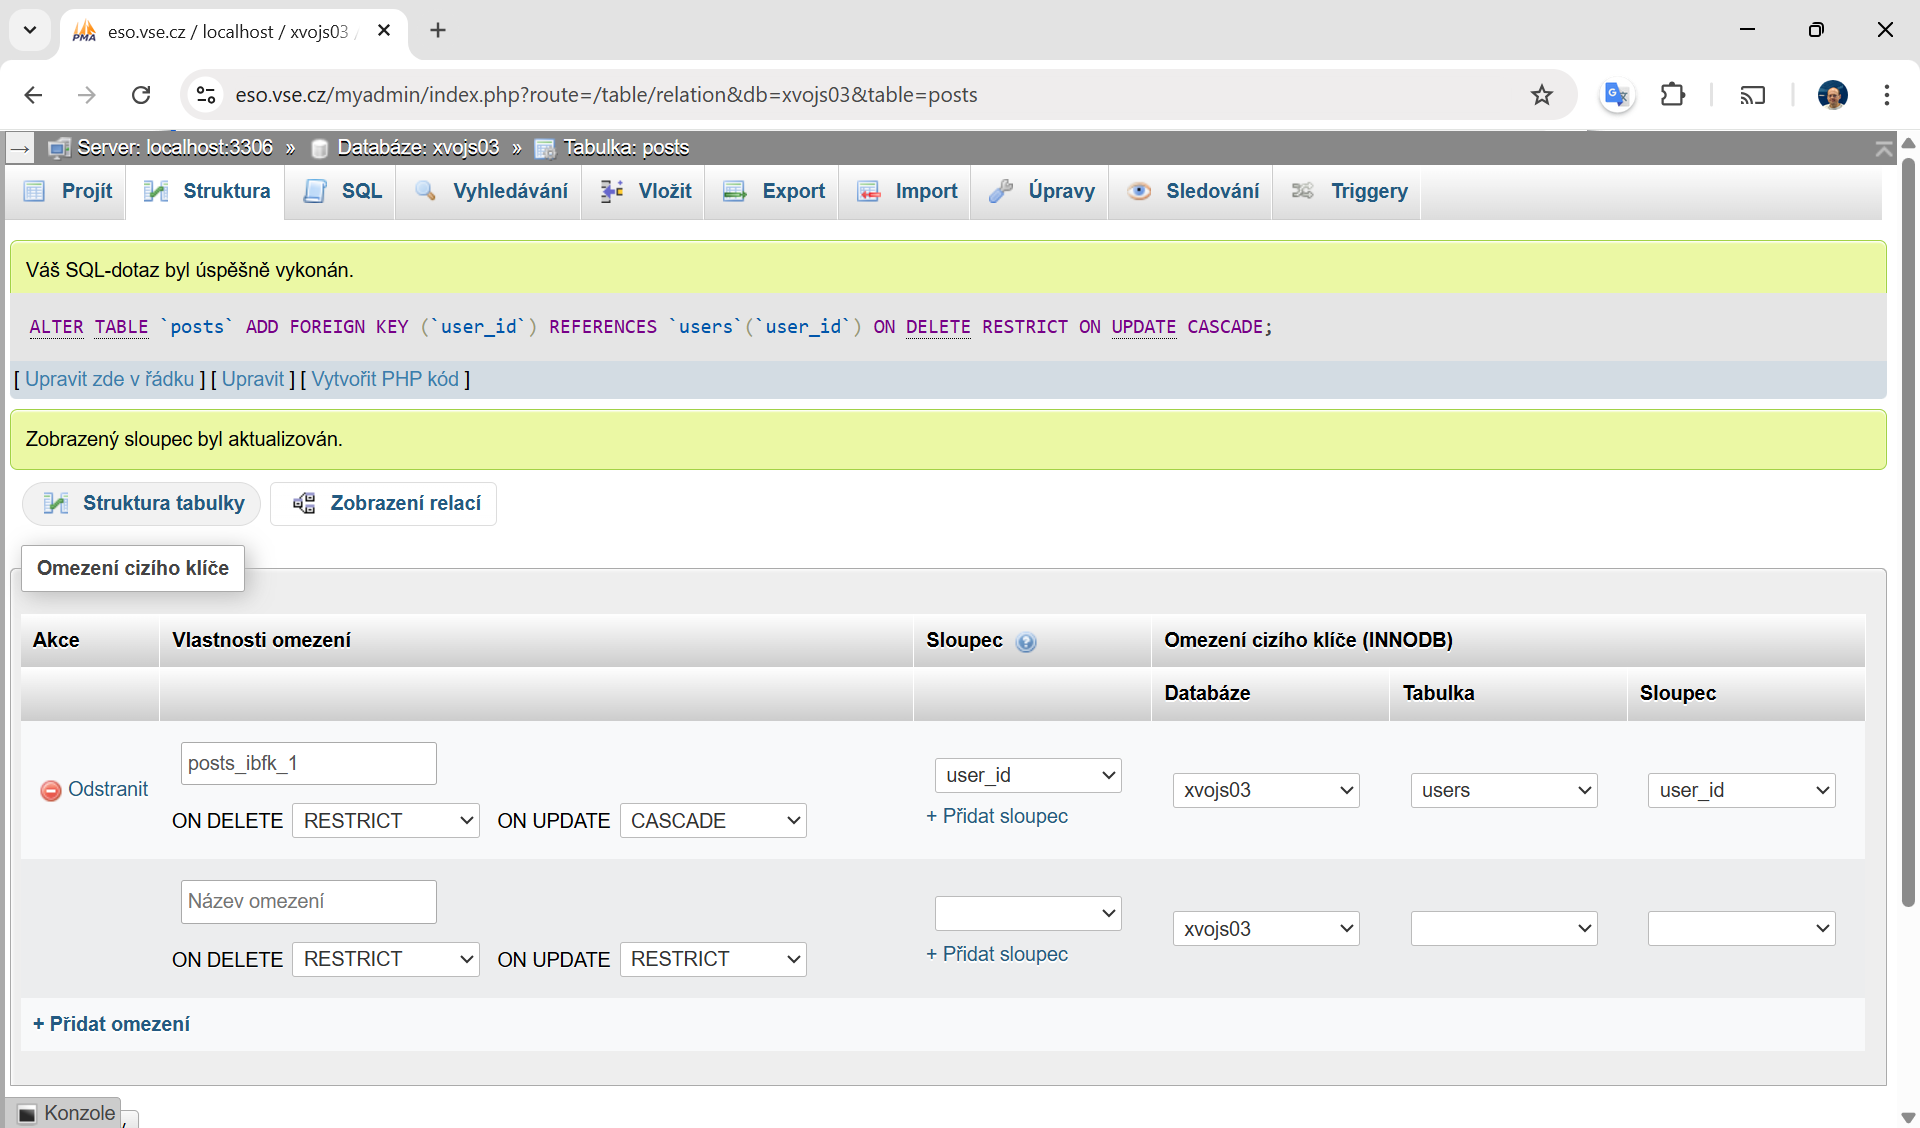 eso.vse.cz / localhost / xvojs03 /
eso.vse.cz/myadmin/index.php?route=/table/relation&db=xvojs03&table=posts
Server: localhost:3306 » Databáze: xvojs03 » Tabulka: posts
Projít Struktura SQL Vyhledávání Vložit Export Import Úpravy Sledování Triggery
Váš SQL-dotaz byl úspěšně vykonán.
ALTER TABLE `posts` ADD FOREIGN KEY (`user_id`) REFERENCES `users`(`user_id`) ON DELETE RESTRICT ON UPDATE CASCADE;
[ Upravit zde v řádku ] [ Upravit ] [ Vytvořit PHP kód ]
Zobrazený sloupec byl aktualizován.
Struktura tabulky Zobrazení relací
Omezení cizího klíče
Akce Vlastnosti omezení Sloupec Omezení cizího klíče (INNODB)
Databáze Tabulka Sloupec
posts_ibfk_1
Odstranit user_id xvojs03 users user_id
ON DELETE RESTRICT ON UPDATE CASCADE + Přidat sloupec
Název omezení
xvojs03
ON DELETE RESTRICT ON UPDATE RESTRICT + Přidat sloupec
+ Přidat omezení
Konzole